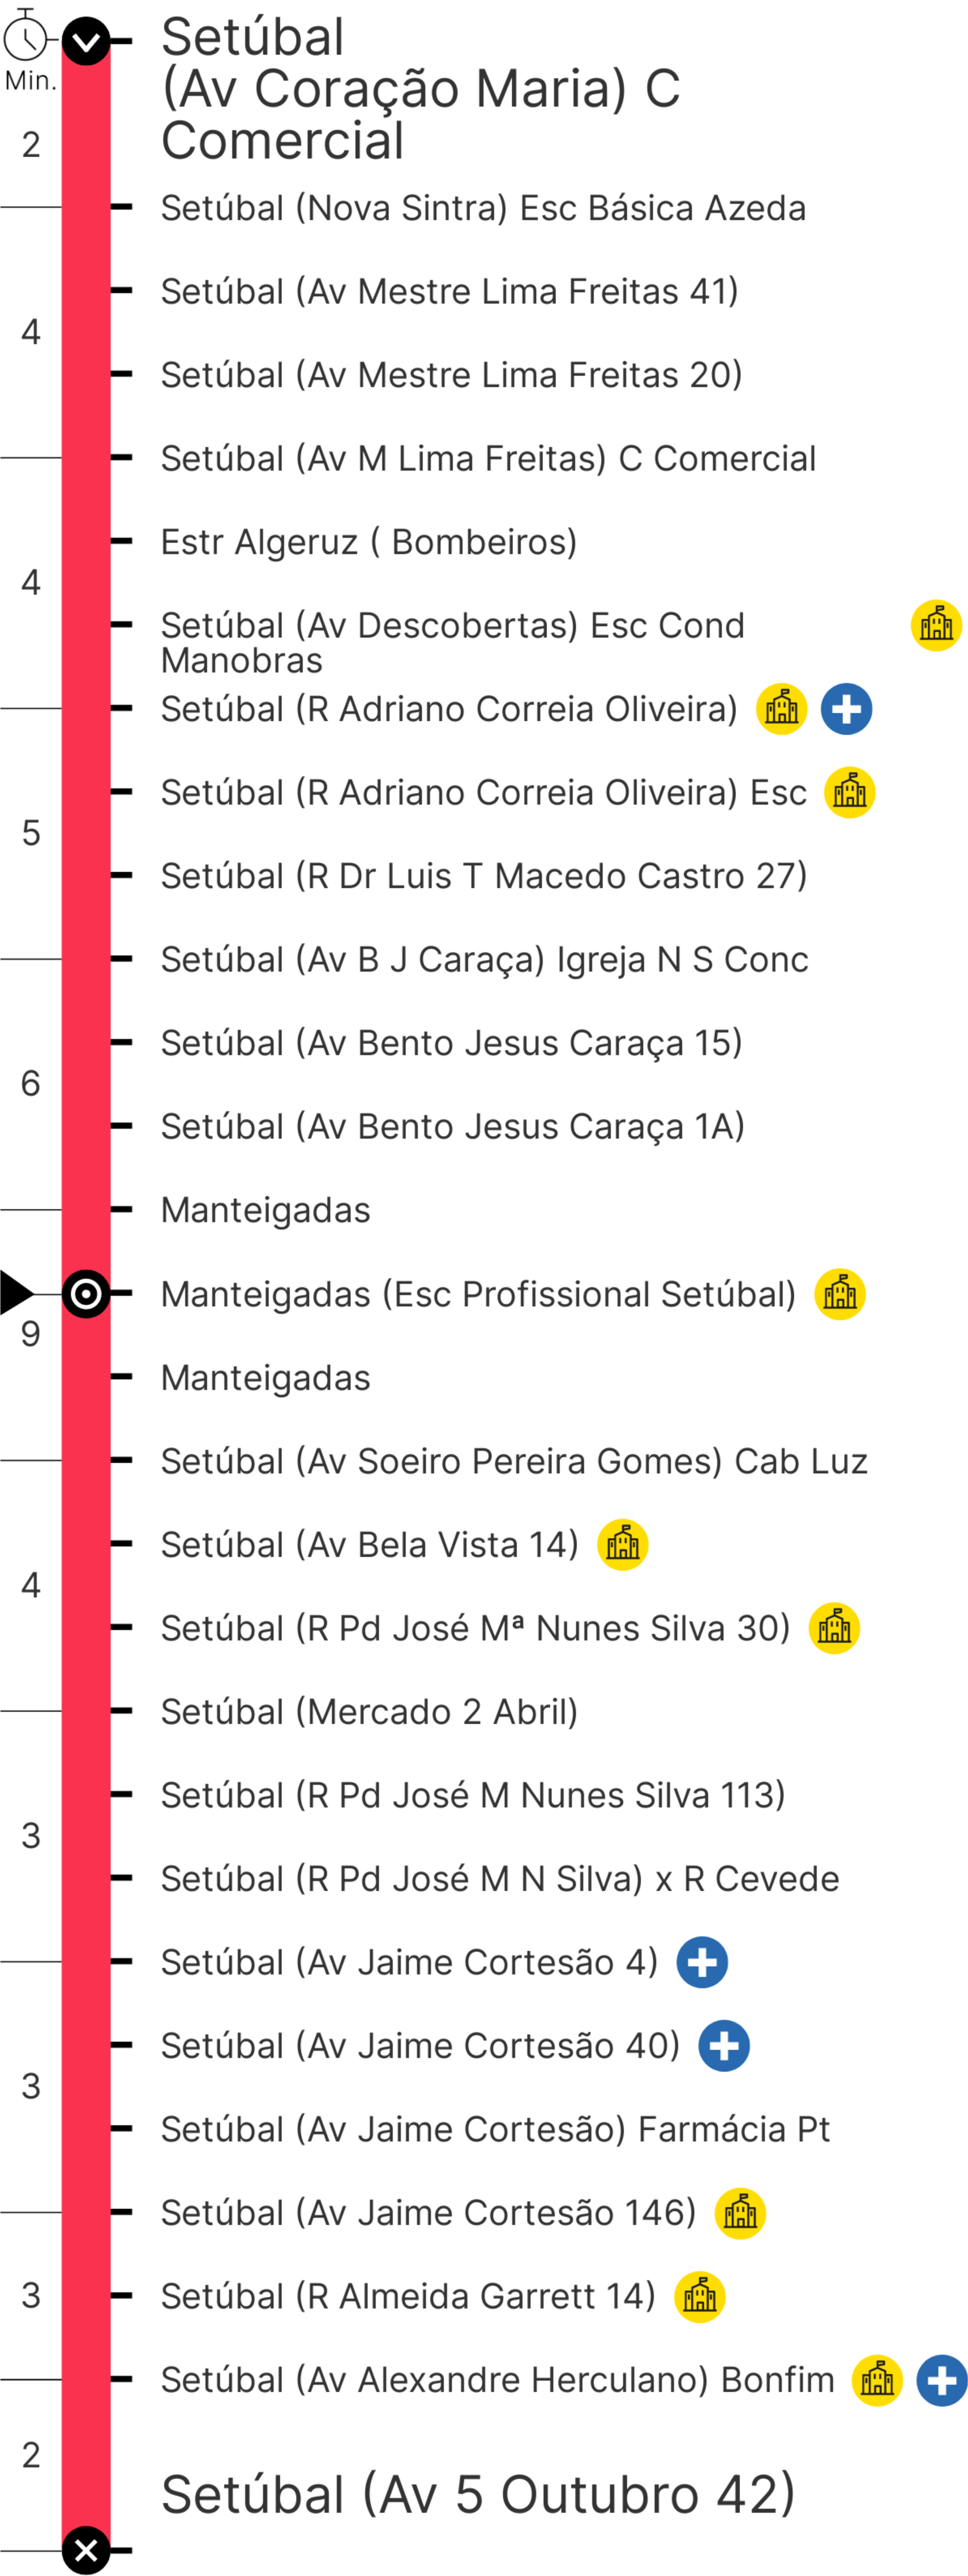 Min.
Setúbal
(Av Coração Maria) C
Comercial
2
Setúbal (Nova Sintra) Esc Básica Azeda
Setúbal (Av Mestre Lima Freitas 41)
4
Setúbal (Av Mestre Lima Freitas 20)
Setúbal (Av M Lima Freitas) C Comercial
Estr Algeruz ( Bombeiros)
4
Setúbal (Av Descobertas) Esc Cond
Manobras
Setúbal (R Adriano Correia Oliveira)
Setúbal (R Adriano Correia Oliveira) Esc
5
Setúbal (R Dr Luis T Macedo Castro 27)
Setúbal (Av B J Caraça) Igreja N S Conc
Setúbal (Av Bento Jesus Caraça 15)
6
Setúbal (Av Bento Jesus Caraça 1A)
Manteigadas
Manteigadas (Esc Profissional Setúbal)
9
Manteigadas
Setúbal (Av Soeiro Pereira Gomes) Cab Luz
Setúbal (Av Bela Vista 14)
4
Setúbal (R Pd José Mª Nunes Silva 30)
Setúbal (Mercado 2 Abril)
Setúbal (R Pd José M Nunes Silva 113)
3
Setúbal (R Pd José M N Silva) x R Cevede
Setúbal (Av Jaime Cortesão 4)
Setúbal (Av Jaime Cortesão 40)
3
Setúbal (Av Jaime Cortesão) Farmácia Pt
Setúbal (Av Jaime Cortesão 146)
3
Setúbal (R Almeida Garrett 14)
Setúbal (Av Alexandre Herculano) Bonfim
2
Setúbal (Av 5 Outubro 42)